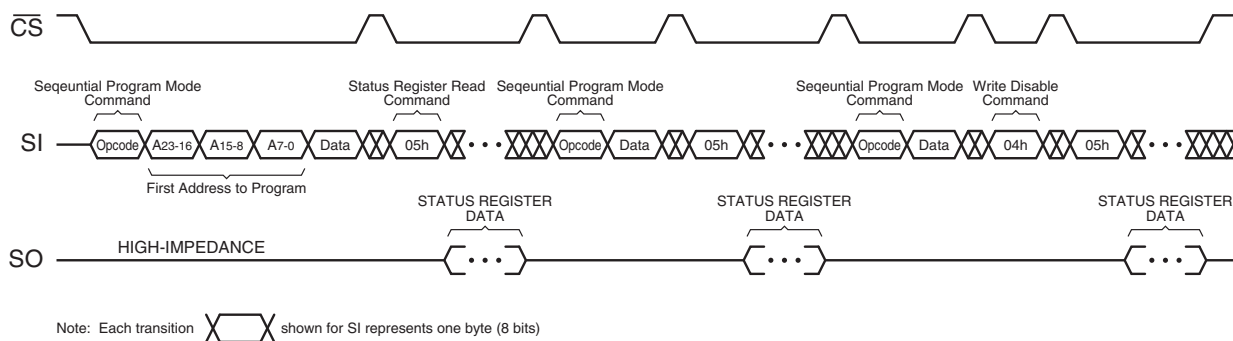 CS
Seqeuntial Program Mode
Command
Status Register Read
Command
Seqeuntial Program Mode
Command
Seqeuntial Program Mode
Command
Write Disable
Command
SI
Opcode A23-16 A15-8 A7-0 Data 05h • • • Opcode Data 05h • • • Opcode Data 04h 05h • • •
First Address to Program
STATUS REGISTER
DATA
STATUS REGISTER
DATA
STATUS REGISTER
DATA
SO
HIGH-IMPEDANCE
• • • • • • • • •
Note: Each transition shown for SI represents one byte (8 bits)